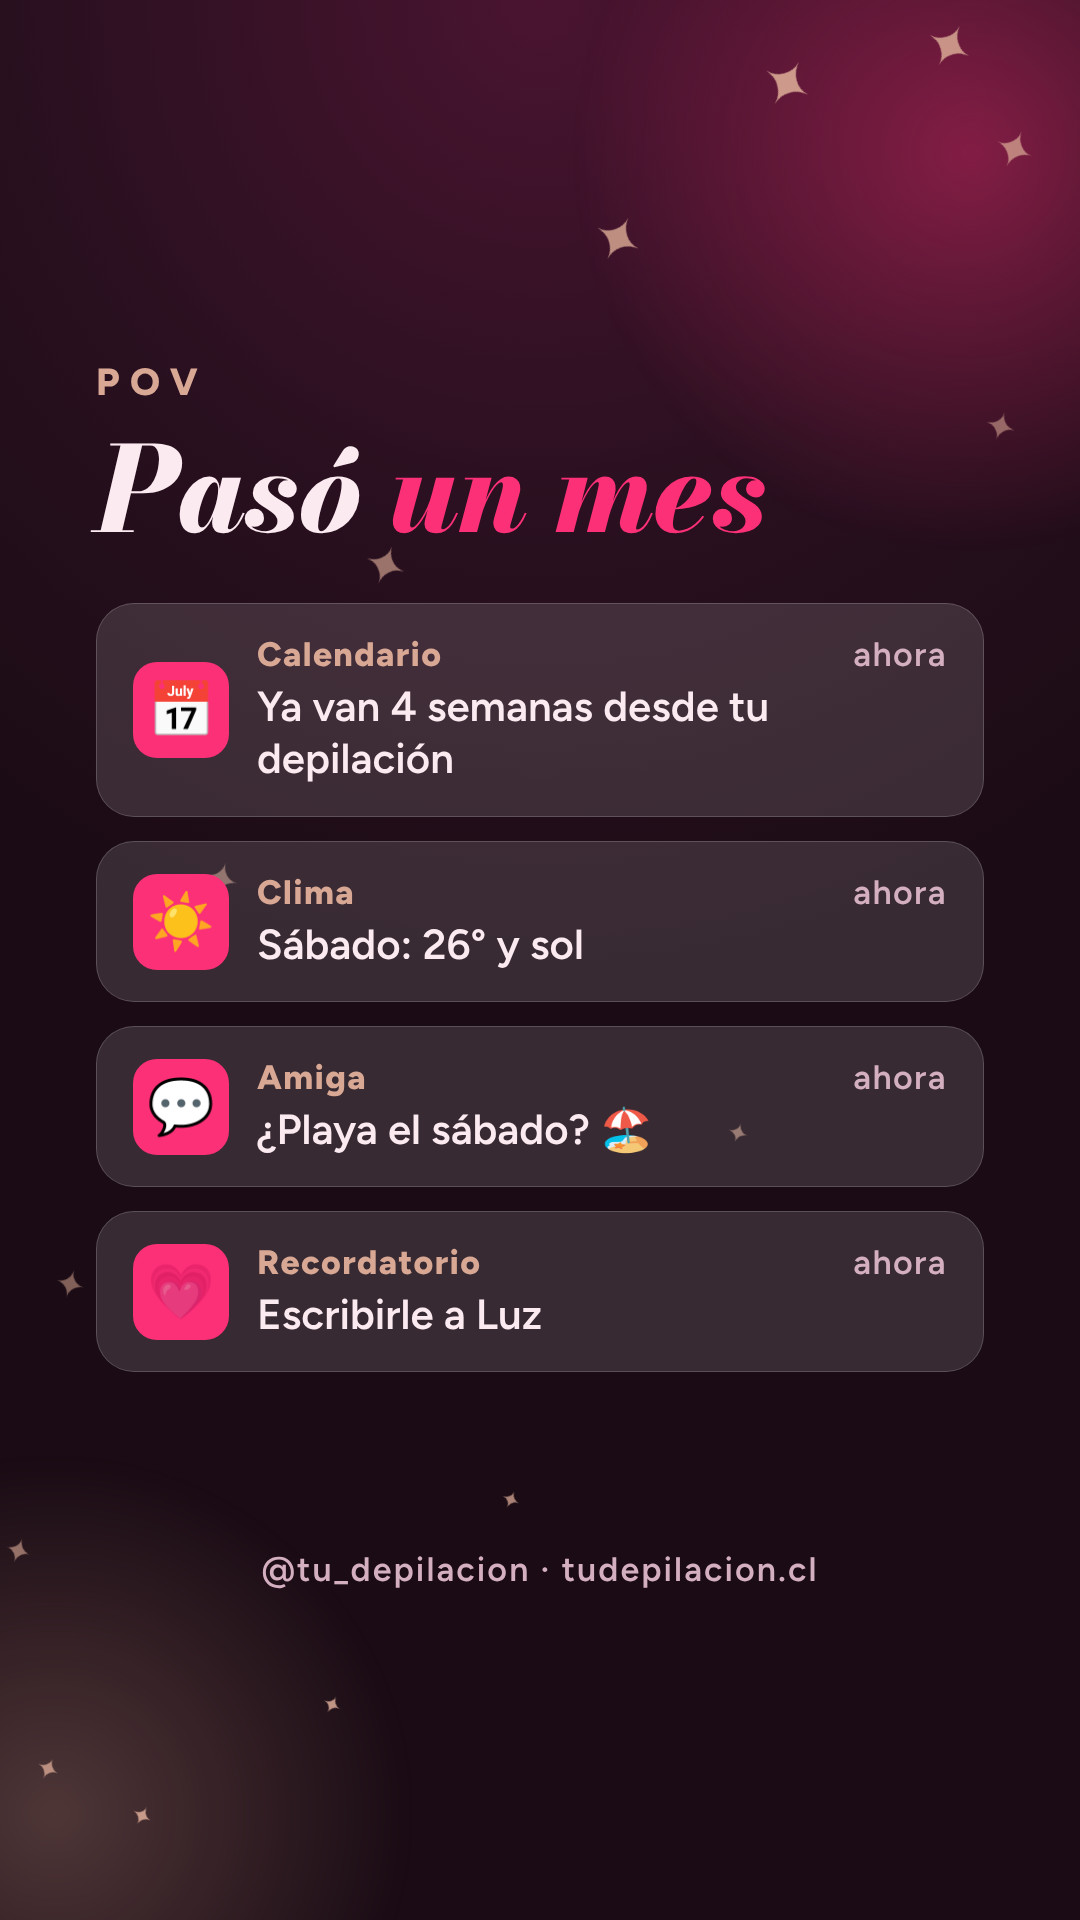 POV
Pasó un mes
Calendario ahora
July
17
Ya van 4 semanas desde tu
depilación
Clima ahora
Sábado: 26° y sol
Amiga ahora
¿Playa el sábado? 🏖️
Recordatorio ahora
Escribirle a Luz
@tu_depilacion · tudepilacion.cl